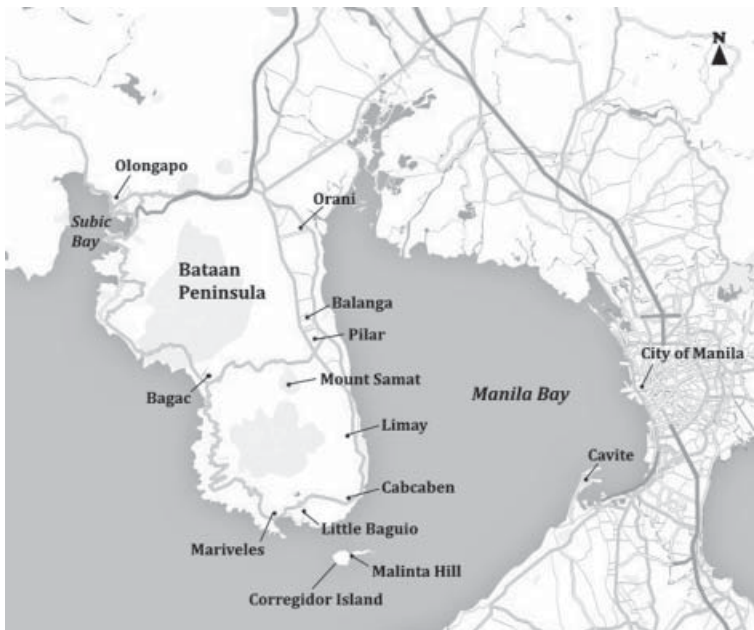 N
Olongapo
Subic
Bay
Orani
Bataan
Peninsula
Balanga
Pilar
City of Manila
Bagac
Mount Samat
Manila Bay
Limay
Cavite
Cabcaben
Little Baguio
Mariveles
Malinta Hill
Corregidor Island